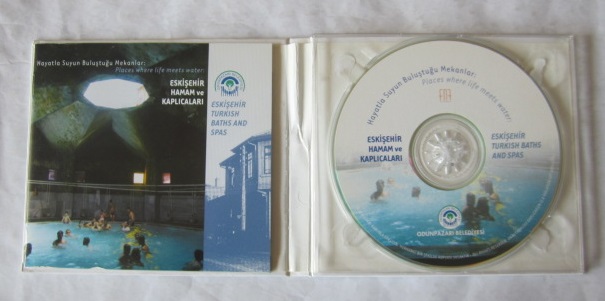 Hayatla Suyun Buluştuğu Mekanlar:
Places where life meets water:
ESKİŞEHİR
HAMAM ve
KAPLICALARI
ESKİŞEHİR
TURKISH
BATHS AND
SPAS
Hayatla Suyun Buluştuğu Mekanlar:
Places where life meets water:
ESKİŞEHİR
HAMAM ve
KAPLICALARI
ESKİŞEHİR
TURKISH BATHS
AND SPAS
ODUNPAZARI BELEDİYESİ